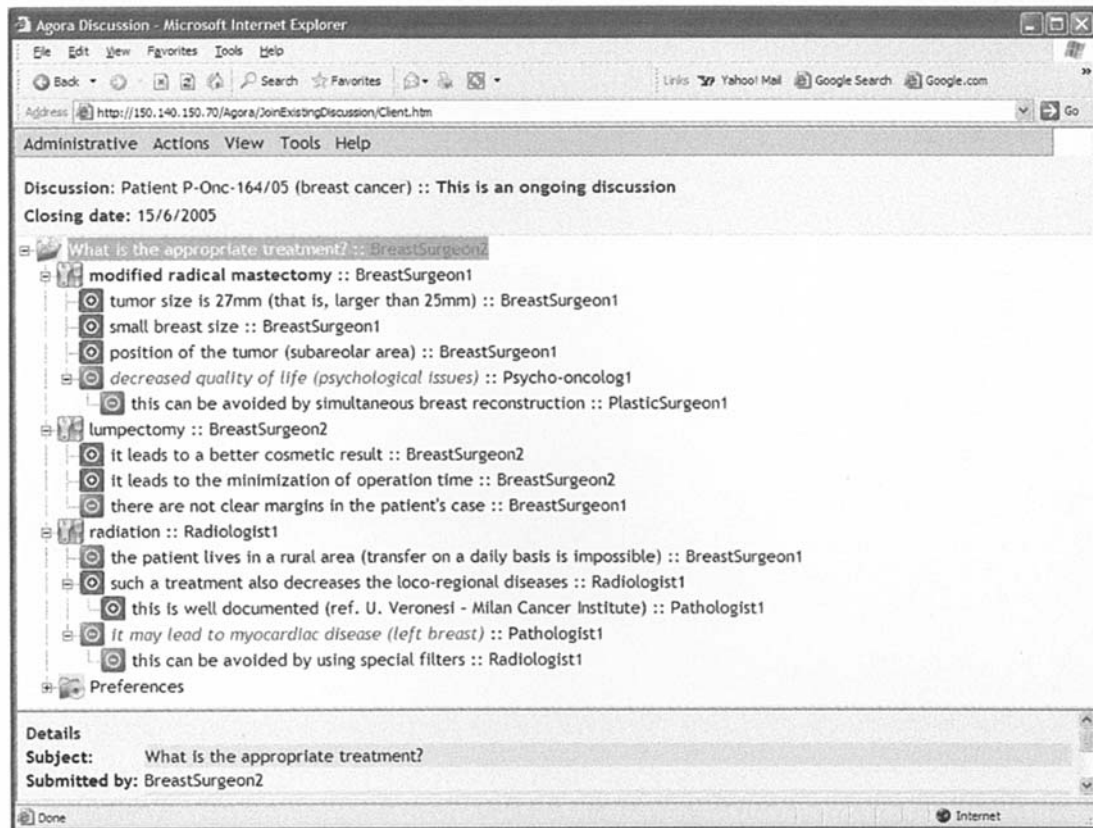 Agora Discussion - Microsoft Internet Explorer
File Edit View Favorites Tools Help
Back Search Favorites Links Yahoo! Mail Google Search Google.com »
Address http://150.140.150.70/Agora/JoinExistingDiscussion/Client.htm Go
Administrative Actions View Tools Help
Discussion: Patient P-Onc-164/05 (breast cancer) :: This is an ongoing discussion
Closing date: 15/6/2005
What is the appropriate treatment? :: BreastSurgeon2
modified radical mastectomy :: BreastSurgeon1
tumor size is 27mm (that is, larger than 25mm) :: BreastSurgeon1
small breast size :: BreastSurgeon1
position of the tumor (subareolar area) :: BreastSurgeon1
decreased quality of life (psychological issues) :: Psycho-oncolog1
this can be avoided by simultaneous breast reconstruction :: PlasticSurgeon1
lumpectomy :: BreastSurgeon2
it leads to a better cosmetic result :: BreastSurgeon2
it leads to the minimization of operation time :: BreastSurgeon2
there are not clear margins in the patient's case :: BreastSurgeon1
radiation :: Radiologist1
the patient lives in a rural area (transfer on a daily basis is impossible) :: BreastSurgeon1
such a treatment also decreases the loco-regional diseases :: Radiologist1
this is well documented (ref. U. Veronesi - Milan Cancer Institute) :: Pathologist1
it may lead to myocardiac disease (left breast) :: Pathologist1
this can be avoided by using special filters :: Radiologist1
Preferences
Details
Subject: What is the appropriate treatment?
Submitted by: BreastSurgeon2
Done Internet